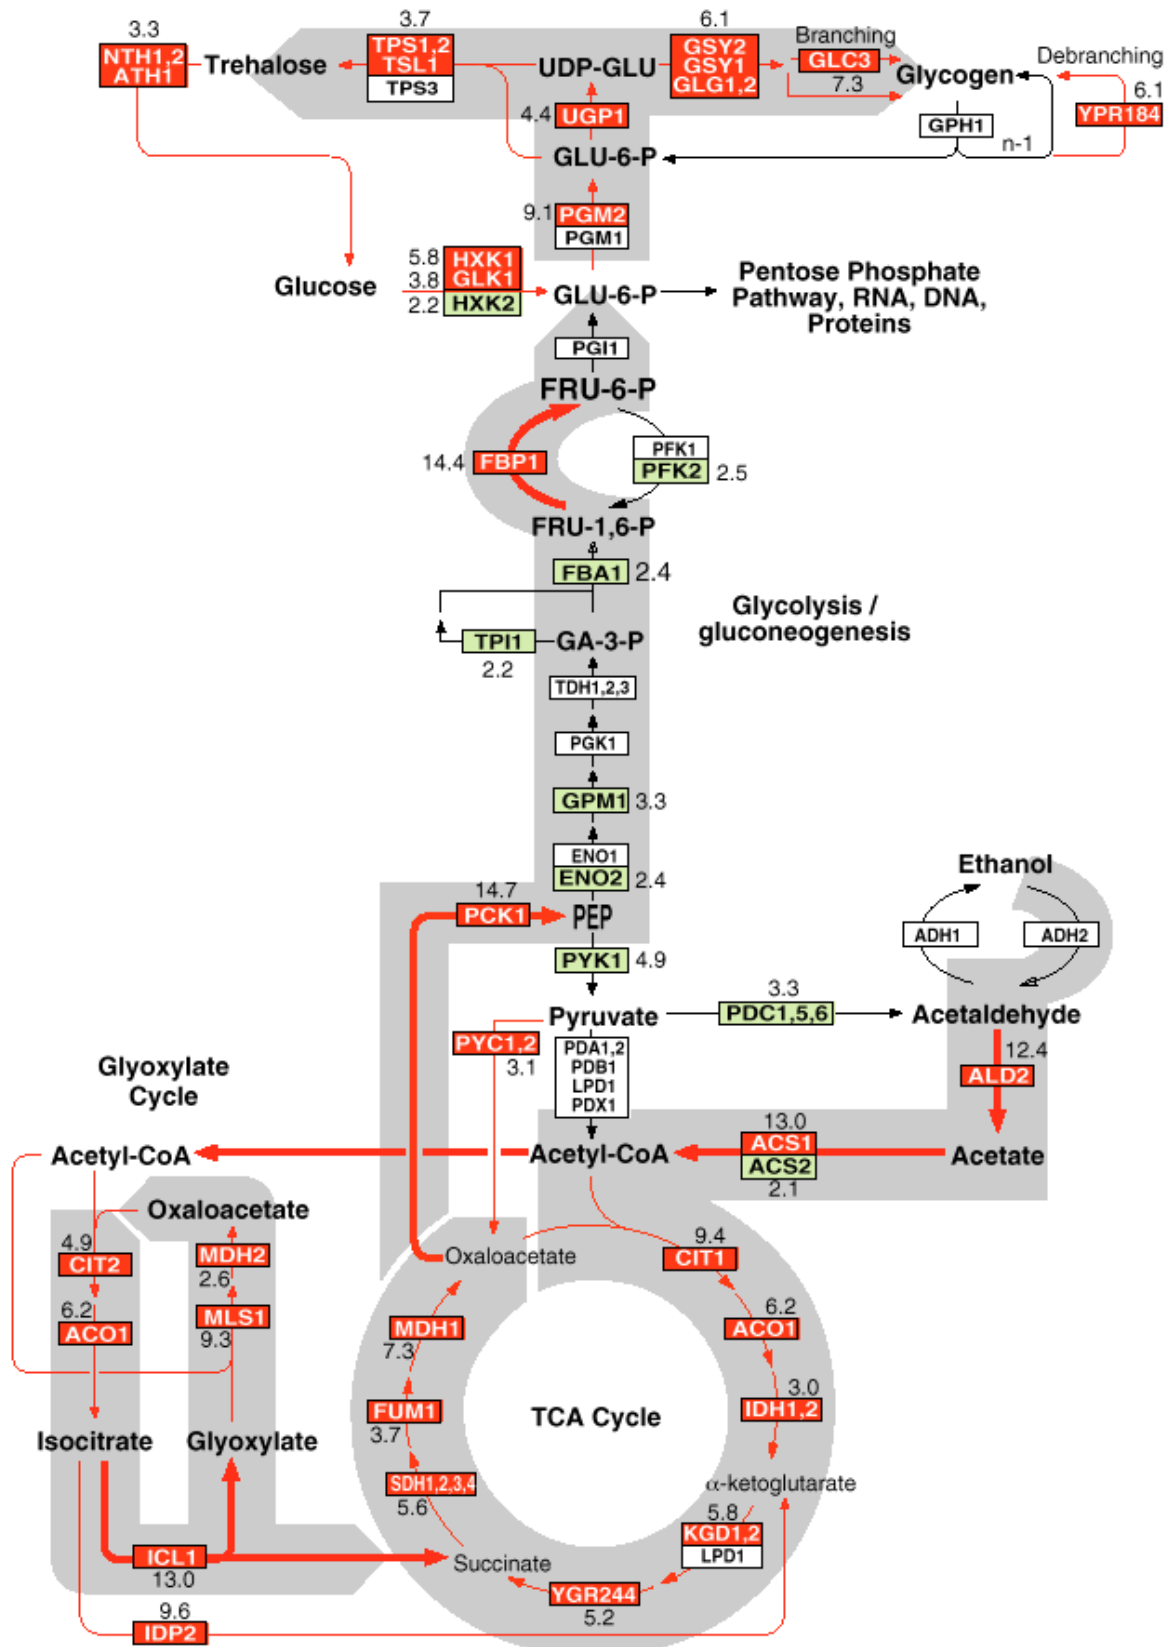 3.3
NTH1,2
ATH1
Trehalose
3.7
TPS1,2
TSL1
TPS3
UDP-GLU
6.1
GSY2
GSY1
GLG1,2
Branching
GLC3
7.3
Glycogen
Debranching
6.1
YPR184
GPH1
n-1
4.4
UGP1
GLU-6-P
9.1
PGM2
PGM1
Glucose
5.8
HXK1
3.8
GLK1
2.2
HXK2
GLU-6-P
Pentose Phosphate
Pathway, RNA, DNA,
Proteins
PGI1
FRU-6-P
14.4
FBP1
PFK1
PFK2
2.5
FRU-1,6-P
FBA1
2.4
Glycolysis /
gluconeogenesis
TPI1
2.2
GA-3-P
TDH1,2,3
PGK1
GPM1
3.3
ENO1
ENO2
2.4
14.7
PCK1
PEP
PYK1
4.9
Ethanol
ADH1
ADH2
Pyruvate
3.3
PDC1,5,6
Acetaldehyde
PYC1,2
3.1
PDA1,2
PDB1
LPD1
PDX1
12.4
ALD2
Glyoxylate
Cycle
Acetyl-CoA
Acetyl-CoA
13.0
ACS1
ACS2
2.1
Acetate
Oxaloacetate
4.9
CIT2
MDH2
2.6
6.2
ACO1
MLS1
9.3
Isocitrate
Glyoxylate
ICL1
13.0
9.6
IDP2
Oxaloacetate
9.4
CIT1
6.2
ACO1
MDH1
7.3
3.0
IDH1,2
FUM1
3.7
TCA Cycle
SDH1,2,3,4
5.6
α-ketoglutarate
5.8
KGD1,2
LPD1
Succinate
YGR244
5.2